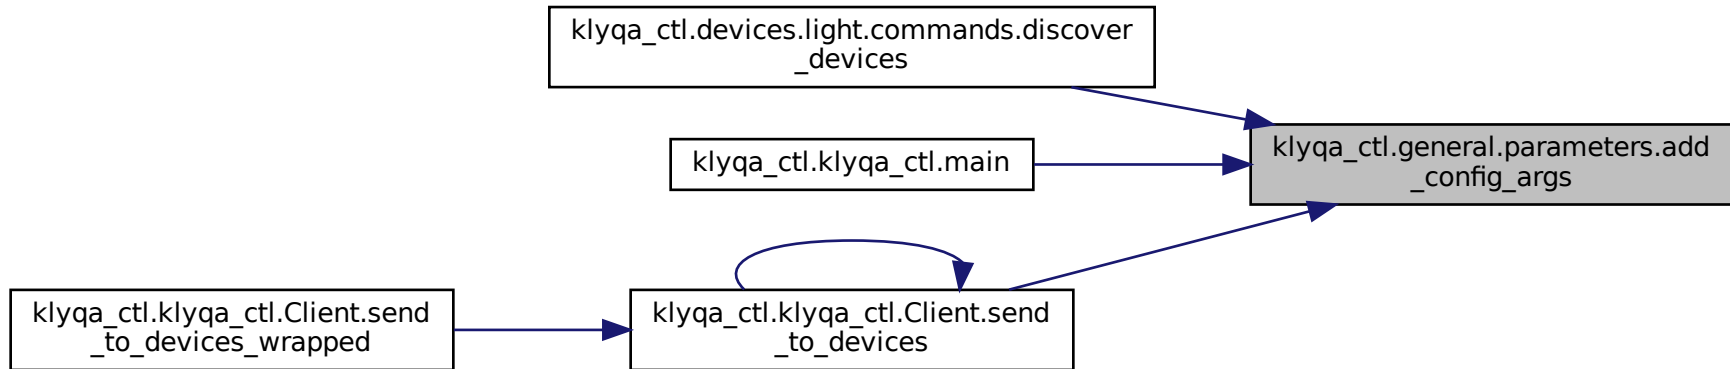 klyqa_ctl.devices.light.commands.discover
_devices
klyqa_ctl.general.parameters.add
_config_args
klyqa_ctl.klyqa_ctl.main
klyqa_ctl.klyqa_ctl.Client.send
_to_devices_wrapped
klyqa_ctl.klyqa_ctl.Client.send
_to_devices